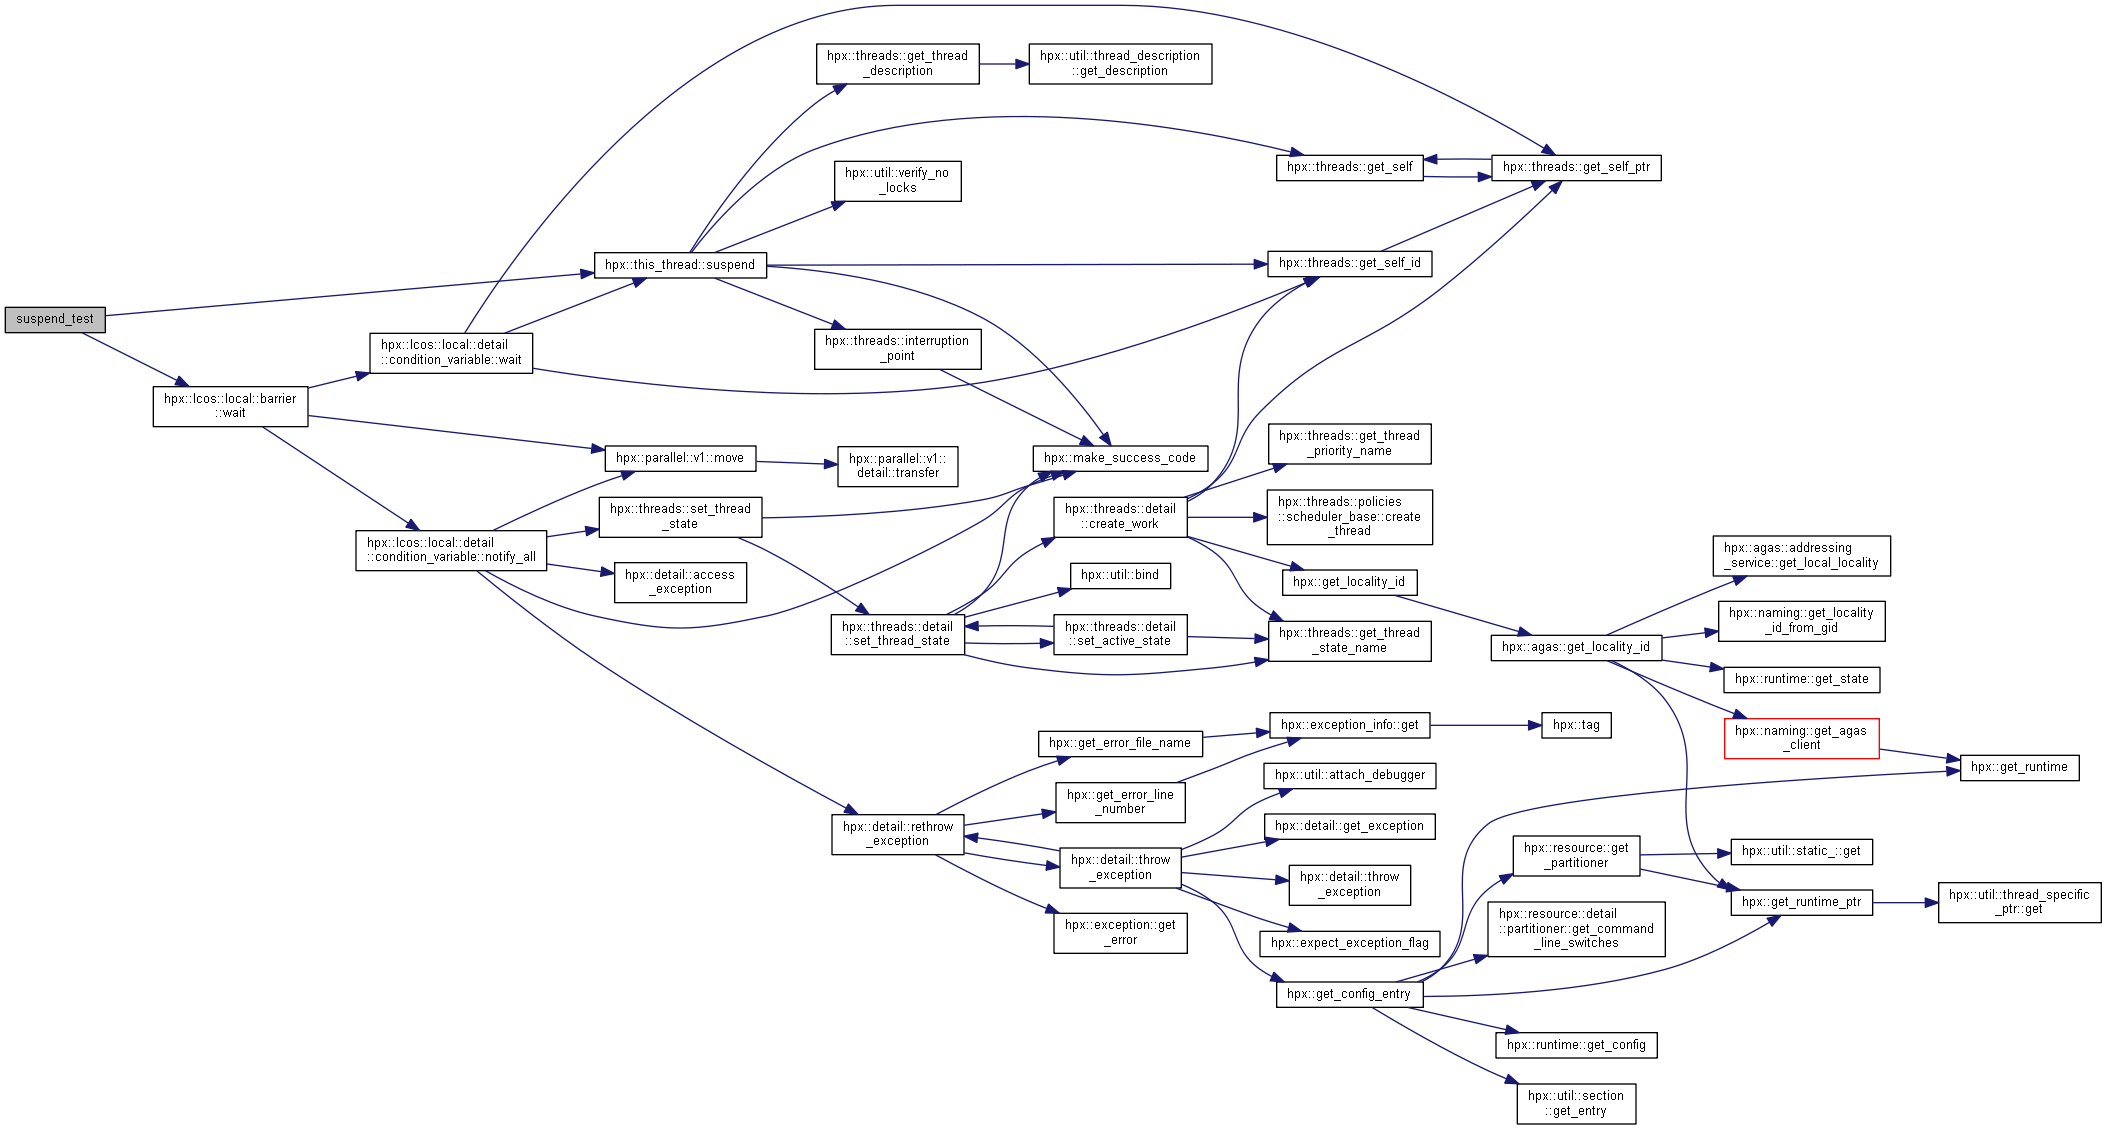 suspend_test
hpx::lcos::local::barrier
::wait
hpx::lcos::local::detail
::condition_variable::wait
hpx::lcos::local::detail
::condition_variable::notify_all
hpx::this_thread::suspend
hpx::parallel::v1::move
hpx::threads::set_thread
_state
hpx::detail::access
_exception
hpx::threads::get_thread
_description
hpx::util::verify_no
_locks
hpx::threads::interruption
_point
hpx::parallel::v1::
detail::transfer
hpx::threads::detail
::set_thread_state
hpx::detail::rethrow
_exception
hpx::util::thread_description
::get_description
hpx::make_success_code
hpx::threads::detail
::create_work
hpx::util::bind
hpx::threads::detail
::set_active_state
hpx::get_error_file_name
hpx::get_error_line
_number
hpx::detail::throw
_exception
hpx::exception::get
_error
hpx::threads::get_self
hpx::threads::get_self_id
hpx::threads::get_thread
_priority_name
hpx::threads::policies
::scheduler_base::create
_thread
hpx::get_locality_id
hpx::threads::get_thread
_state_name
hpx::exception_info::get
hpx::util::attach_debugger
hpx::detail::get_exception
hpx::detail::throw
_exception
hpx::expect_exception_flag
hpx::get_config_entry
hpx::threads::get_self_ptr
hpx::agas::get_locality_id
hpx::tag
hpx::resource::get
_partitioner
hpx::resource::detail
::partitioner::get_command
_line_switches
hpx::runtime::get_config
hpx::util::section
::get_entry
hpx::agas::addressing
_service::get_local_locality
hpx::naming::get_locality
_id_from_gid
hpx::runtime::get_state
hpx::naming::get_agas
_client
hpx::util::static_::get
hpx::get_runtime_ptr
hpx::get_runtime
hpx::util::thread_specific
_ptr::get